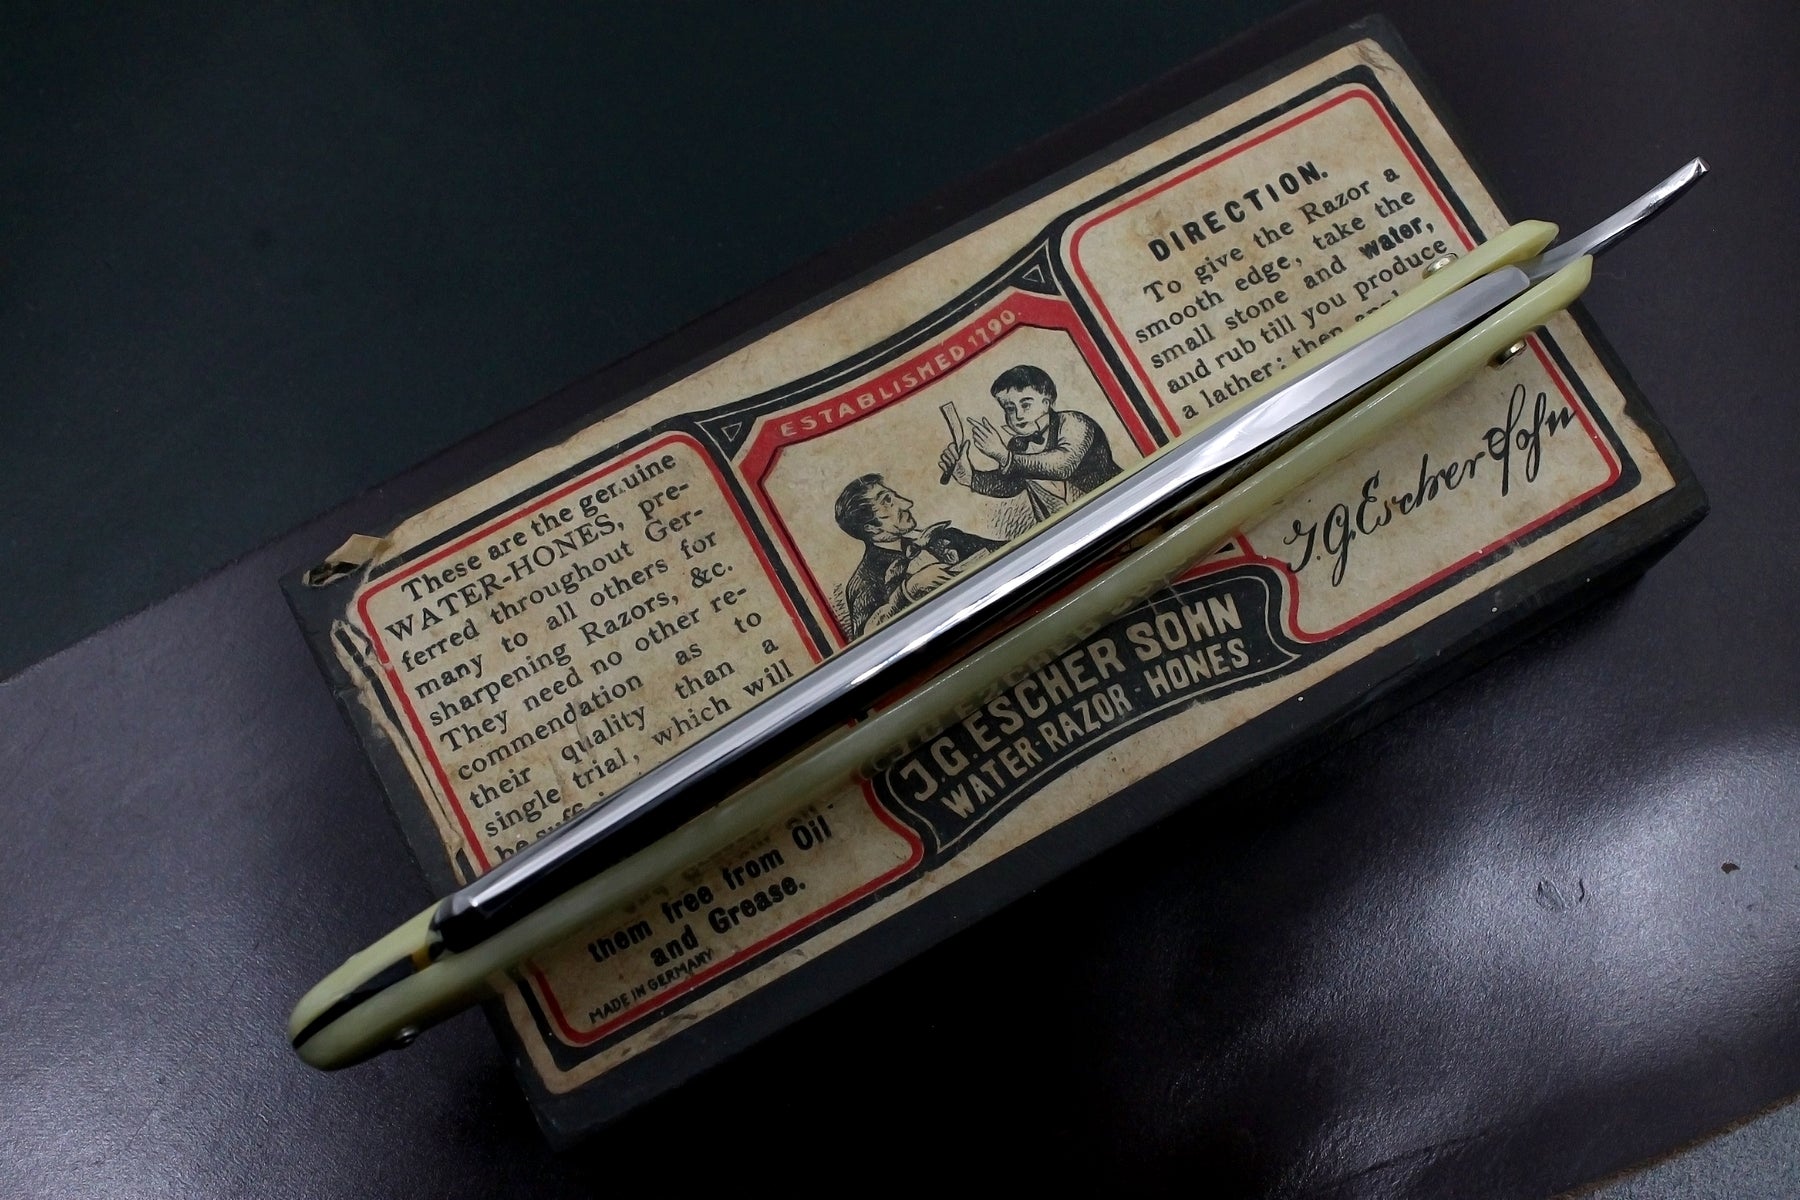 These are the genuine
WATER-HONES, pre-
ferred throughout Ger-
many to all others for
sharpening Razors, &c.
They need no other re-
commendation as to
their quality than a
single trial, which will
be
them free from Oil
and Grease.
MADE IN GERMANY
ESTABLISHED 1790.
J.G. ESCHER SOHN
WATER-RAZOR-HONES
DIRECTION.
To give the Razor a
smooth edge, take the
small stone and water,
and rub till you produce
a lather; then
J.G. Escher Sohn